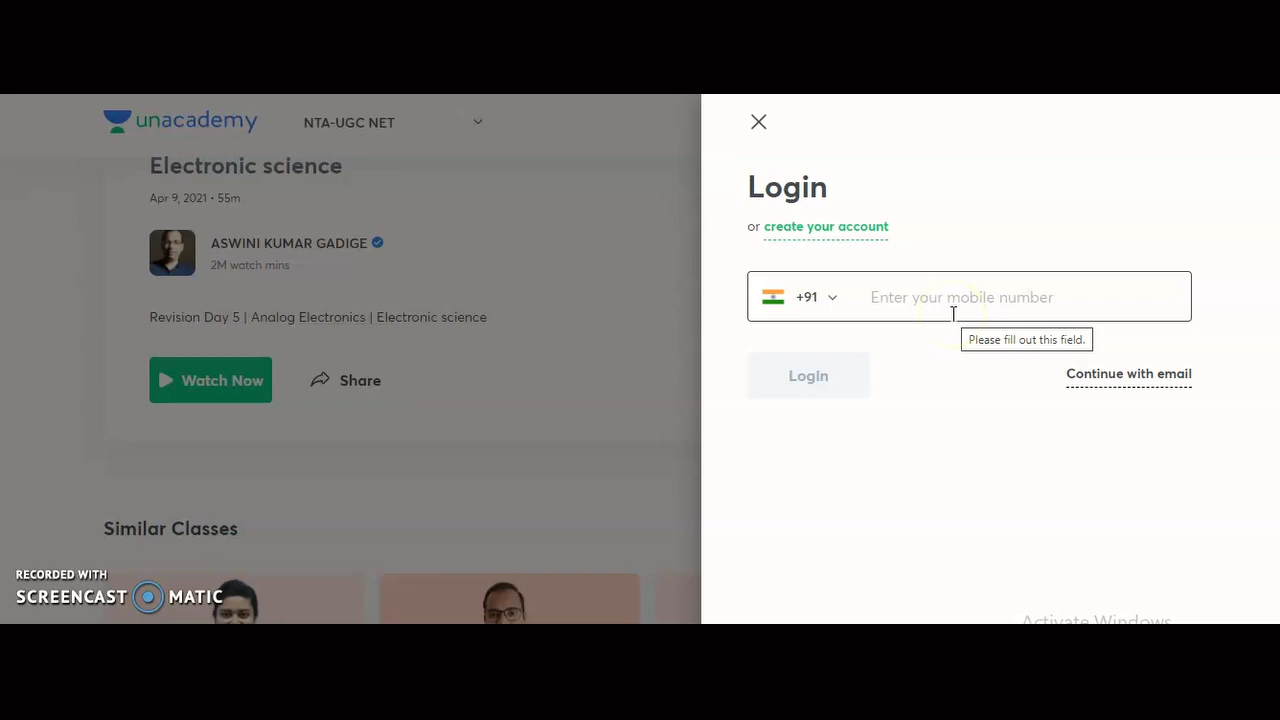 unacademy
NTA-UGC NET
Electronic science
Apr 9, 2021 • 55m
ASWINI KUMAR GADIGE
2M watch mins
Revision Day 5 | Analog Electronics | Electronic science
Watch Now
Share
Similar Classes
RECORDED WITH
SCREENCAST MATIC
Login
or create your account
+91 Enter your mobile number
Please fill out this field.
Login
Continue with email
Activate Windows